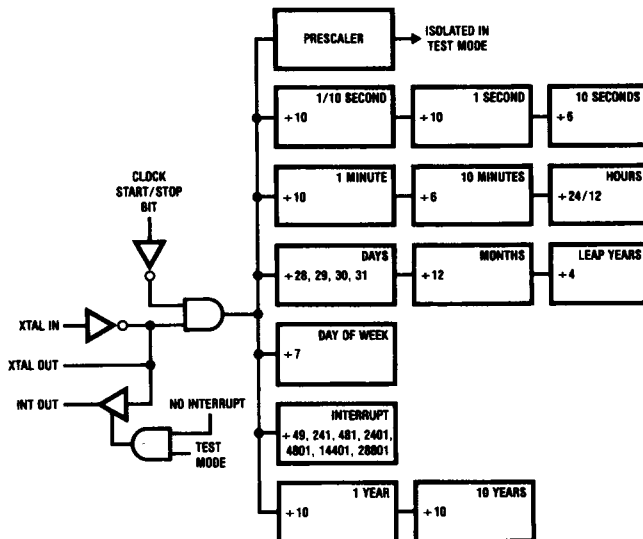 PRESCALER
ISOLATED IN
TEST MODE
1/10 SECOND
÷10
1 SECOND
÷10
10 SECONDS
÷6
CLOCK
START/STOP
BIT
1 MINUTE
÷10
10 MINUTES
÷6
HOURS
÷24/12
DAYS
÷28, 29, 30, 31
MONTHS
÷12
LEAP YEARS
÷4
XTAL IN
XTAL OUT
INT OUT
NO INTERRUPT
TEST
MODE
DAY OF WEEK
÷7
INTERRUPT
÷49, 241, 481, 2401,
4801, 14401, 28801
1 YEAR
÷10
10 YEARS
÷10